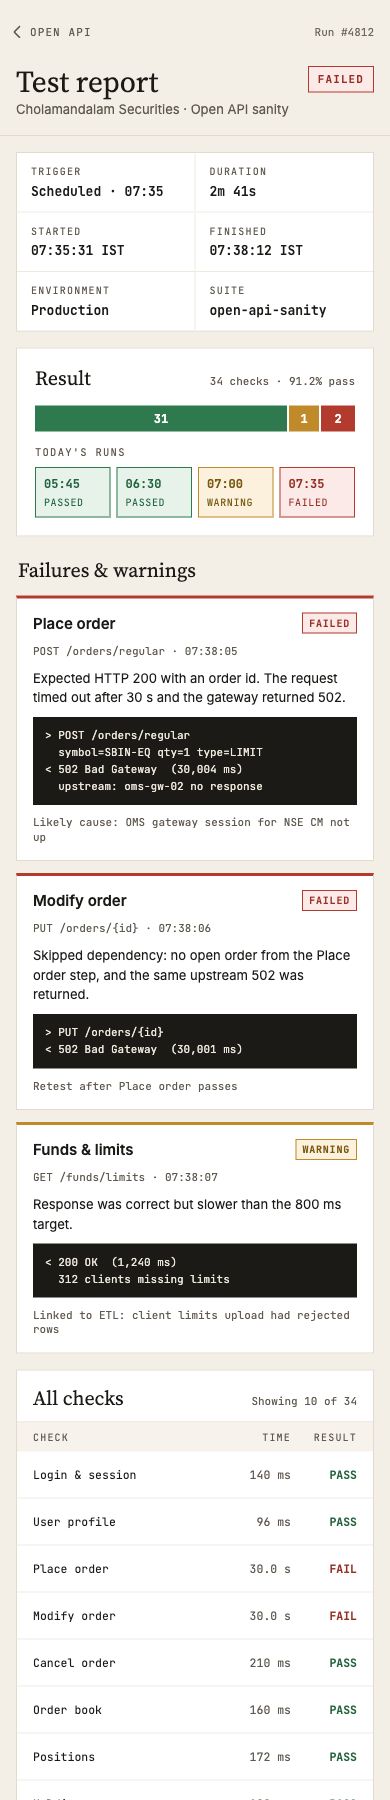 OPEN API
Run #4812
Test report
FAILED
Cholamandalam Securities · Open API sanity
TRIGGER
Scheduled · 07:35
DURATION
2m 41s
STARTED
07:35:31 IST
FINISHED
07:38:12 IST
ENVIRONMENT
Production
SUITE
open-api-sanity
Result
34 checks · 91.2% pass
31
1
2
TODAY'S RUNS
05:45
PASSED
06:30
PASSED
07:00
WARNING
07:35
FAILED
Failures & warnings
Place order
FAILED
POST /orders/regular · 07:38:05
Expected HTTP 200 with an order id. The request
timed out after 30 s and the gateway returned 502.
> POST /orders/regular
symbol=SBIN-EQ qty=1 type=LIMIT
< 502 Bad Gateway (30,004 ms)
upstream: oms-gw-02 no response
Likely cause: OMS gateway session for NSE CM not
up
Modify order
FAILED
PUT /orders/{id} · 07:38:06
Skipped dependency: no open order from the Place
order step, and the same upstream 502 was
returned.
> PUT /orders/{id}
< 502 Bad Gateway (30,001 ms)
Retest after Place order passes
Funds & limits
WARNING
GET /funds/limits · 07:38:07
Response was correct but slower than the 800 ms
target.
< 200 OK (1,240 ms)
312 clients missing limits
Linked to ETL: client limits upload had rejected
rows
All checks
Showing 10 of 34
CHECK TIME RESULT
Login & session 140 ms PASS
User profile 96 ms PASS
Place order 30.0 s FAIL
Modify order 30.0 s FAIL
Cancel order 210 ms PASS
Order book 160 ms PASS
Positions 172 ms PASS